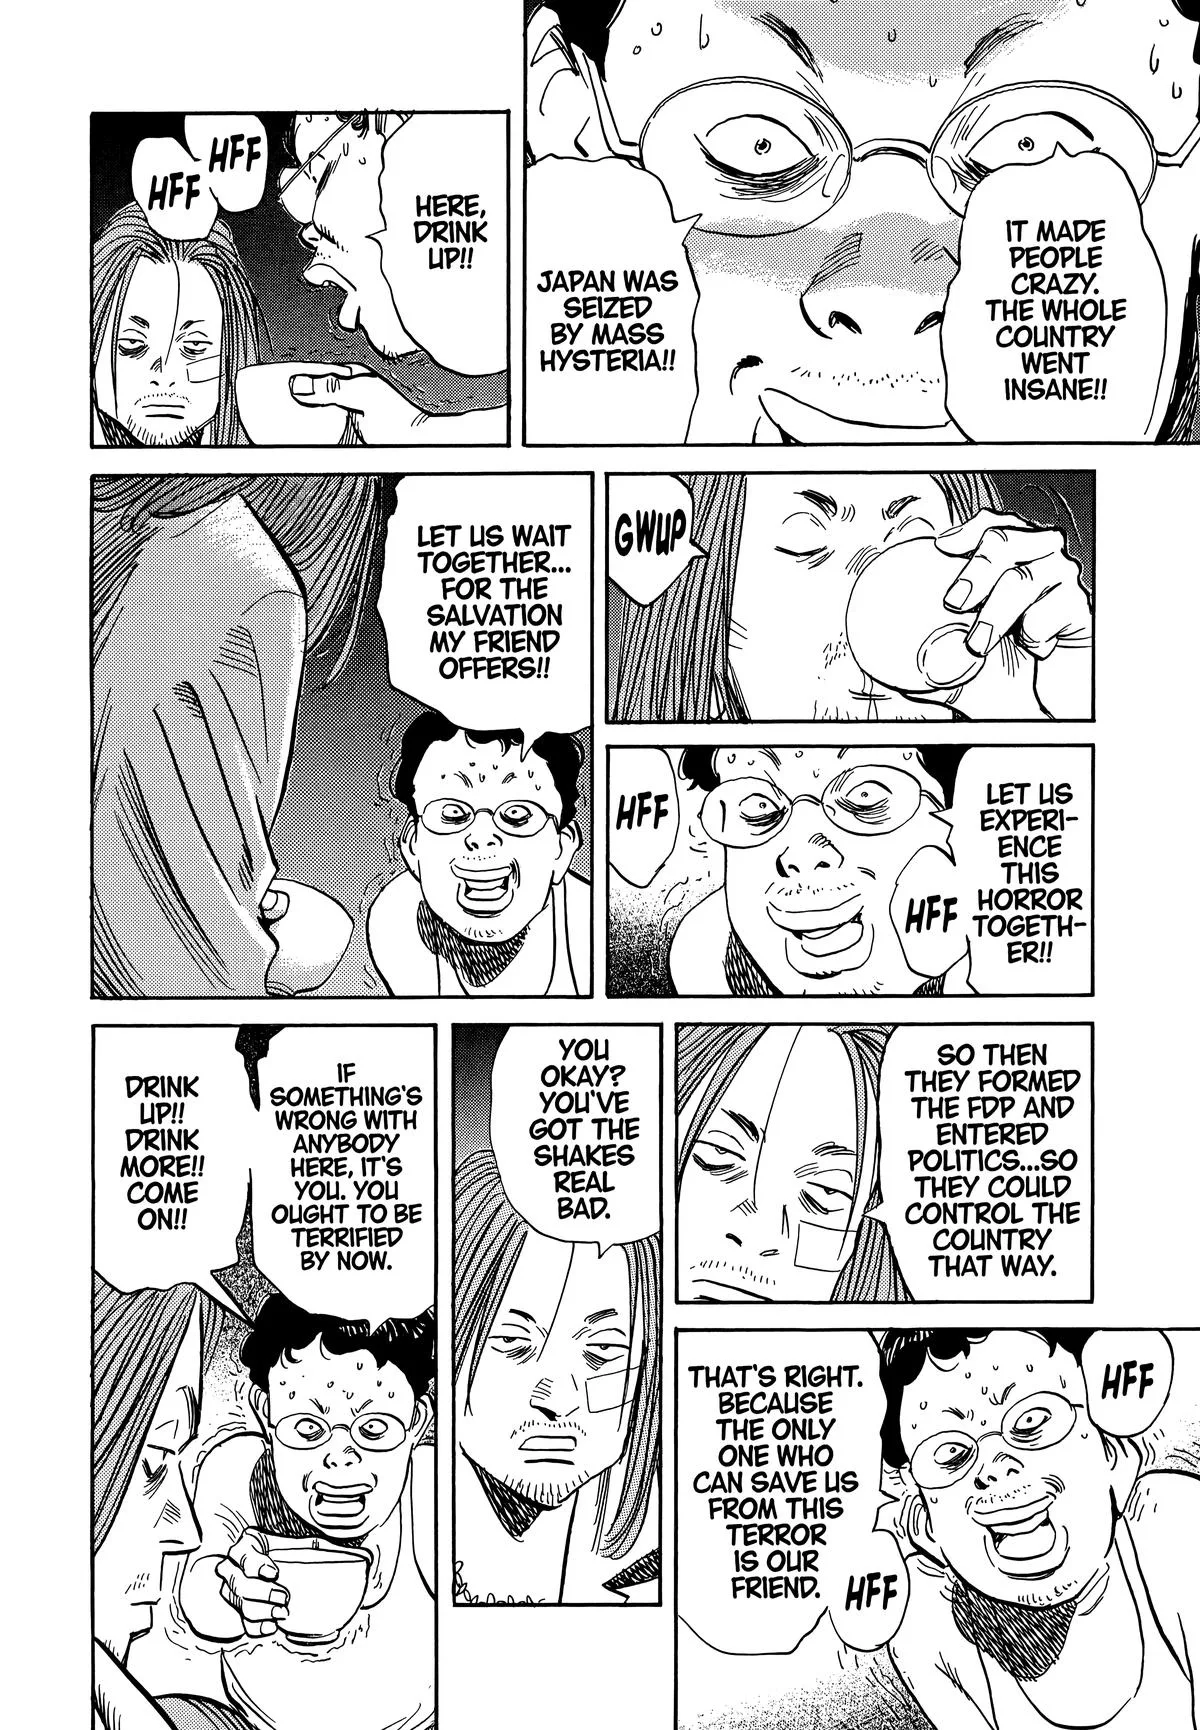 IT MADE
PEOPLE
CRAZY.
THE WHOLE
COUNTRY
WENT
INSANE!!
JAPAN WAS
SEIZED
BY MASS
HYSTERIA!!
HERE,
DRINK
UP!!
HFF
HFF
GWUP
LET US WAIT
TOGETHER...
FOR THE
SALVATION
MY FRIEND
OFFERS!!
LET US
EXPERI-
ENCE
THIS
HORROR
TOGETH-
ER!!
HFF
HFF
SO THEN
THEY FORMED
THE FDP AND
ENTERED
POLITICS...SO
THEY COULD
CONTROL THE
COUNTRY
THAT WAY.
HFF
THAT'S RIGHT.
BECAUSE
THE ONLY
ONE WHO
CAN SAVE US
FROM THIS
TERROR
IS OUR
FRIEND.
HFF
YOU
OKAY?
YOU'VE
GOT THE
SHAKES
REAL
BAD.
IF
SOMETHING'S
WRONG WITH
ANYBODY
HERE, IT'S
YOU. YOU
OUGHT TO BE
TERRIFIED
BY NOW.
DRINK
UP!!
DRINK
MORE!!
COME
ON!!